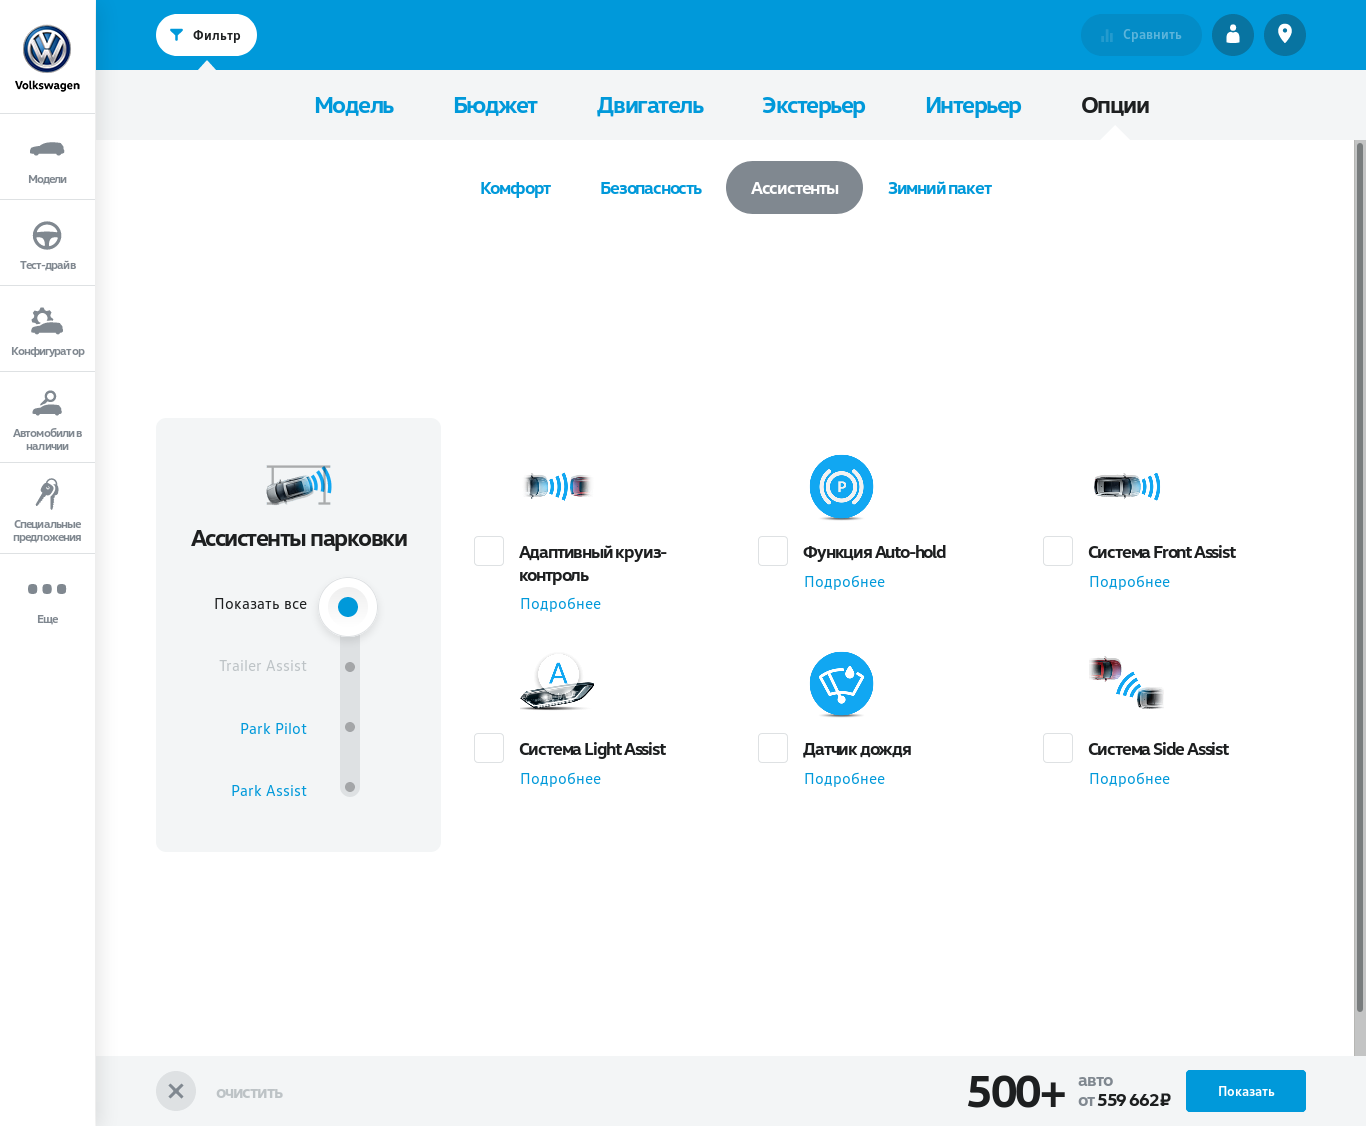 Volkswagen
Модели
Тест-драйв
Конфигуратор
Автомобили в
наличии
Специальные
предложения
Еще
Фильтр
Сравнить
Модель Бюджет Двигатель Экстерьер Интерьер Опции
Комфорт Безопасность Ассистенты Зимний пакет
Ассистенты парковки
Показать все
Trailer Assist
Park Pilot
Park Assist
Адаптивный круиз-
контроль
Подробнее
P
Функция Auto-hold
Подробнее
Система Front Assist
Подробнее
A
Система Light Assist
Подробнее
Датчик дождя
Подробнее
Система Side Assist
Подробнее
очистить
500+
авто
от 559 662₽
Показать